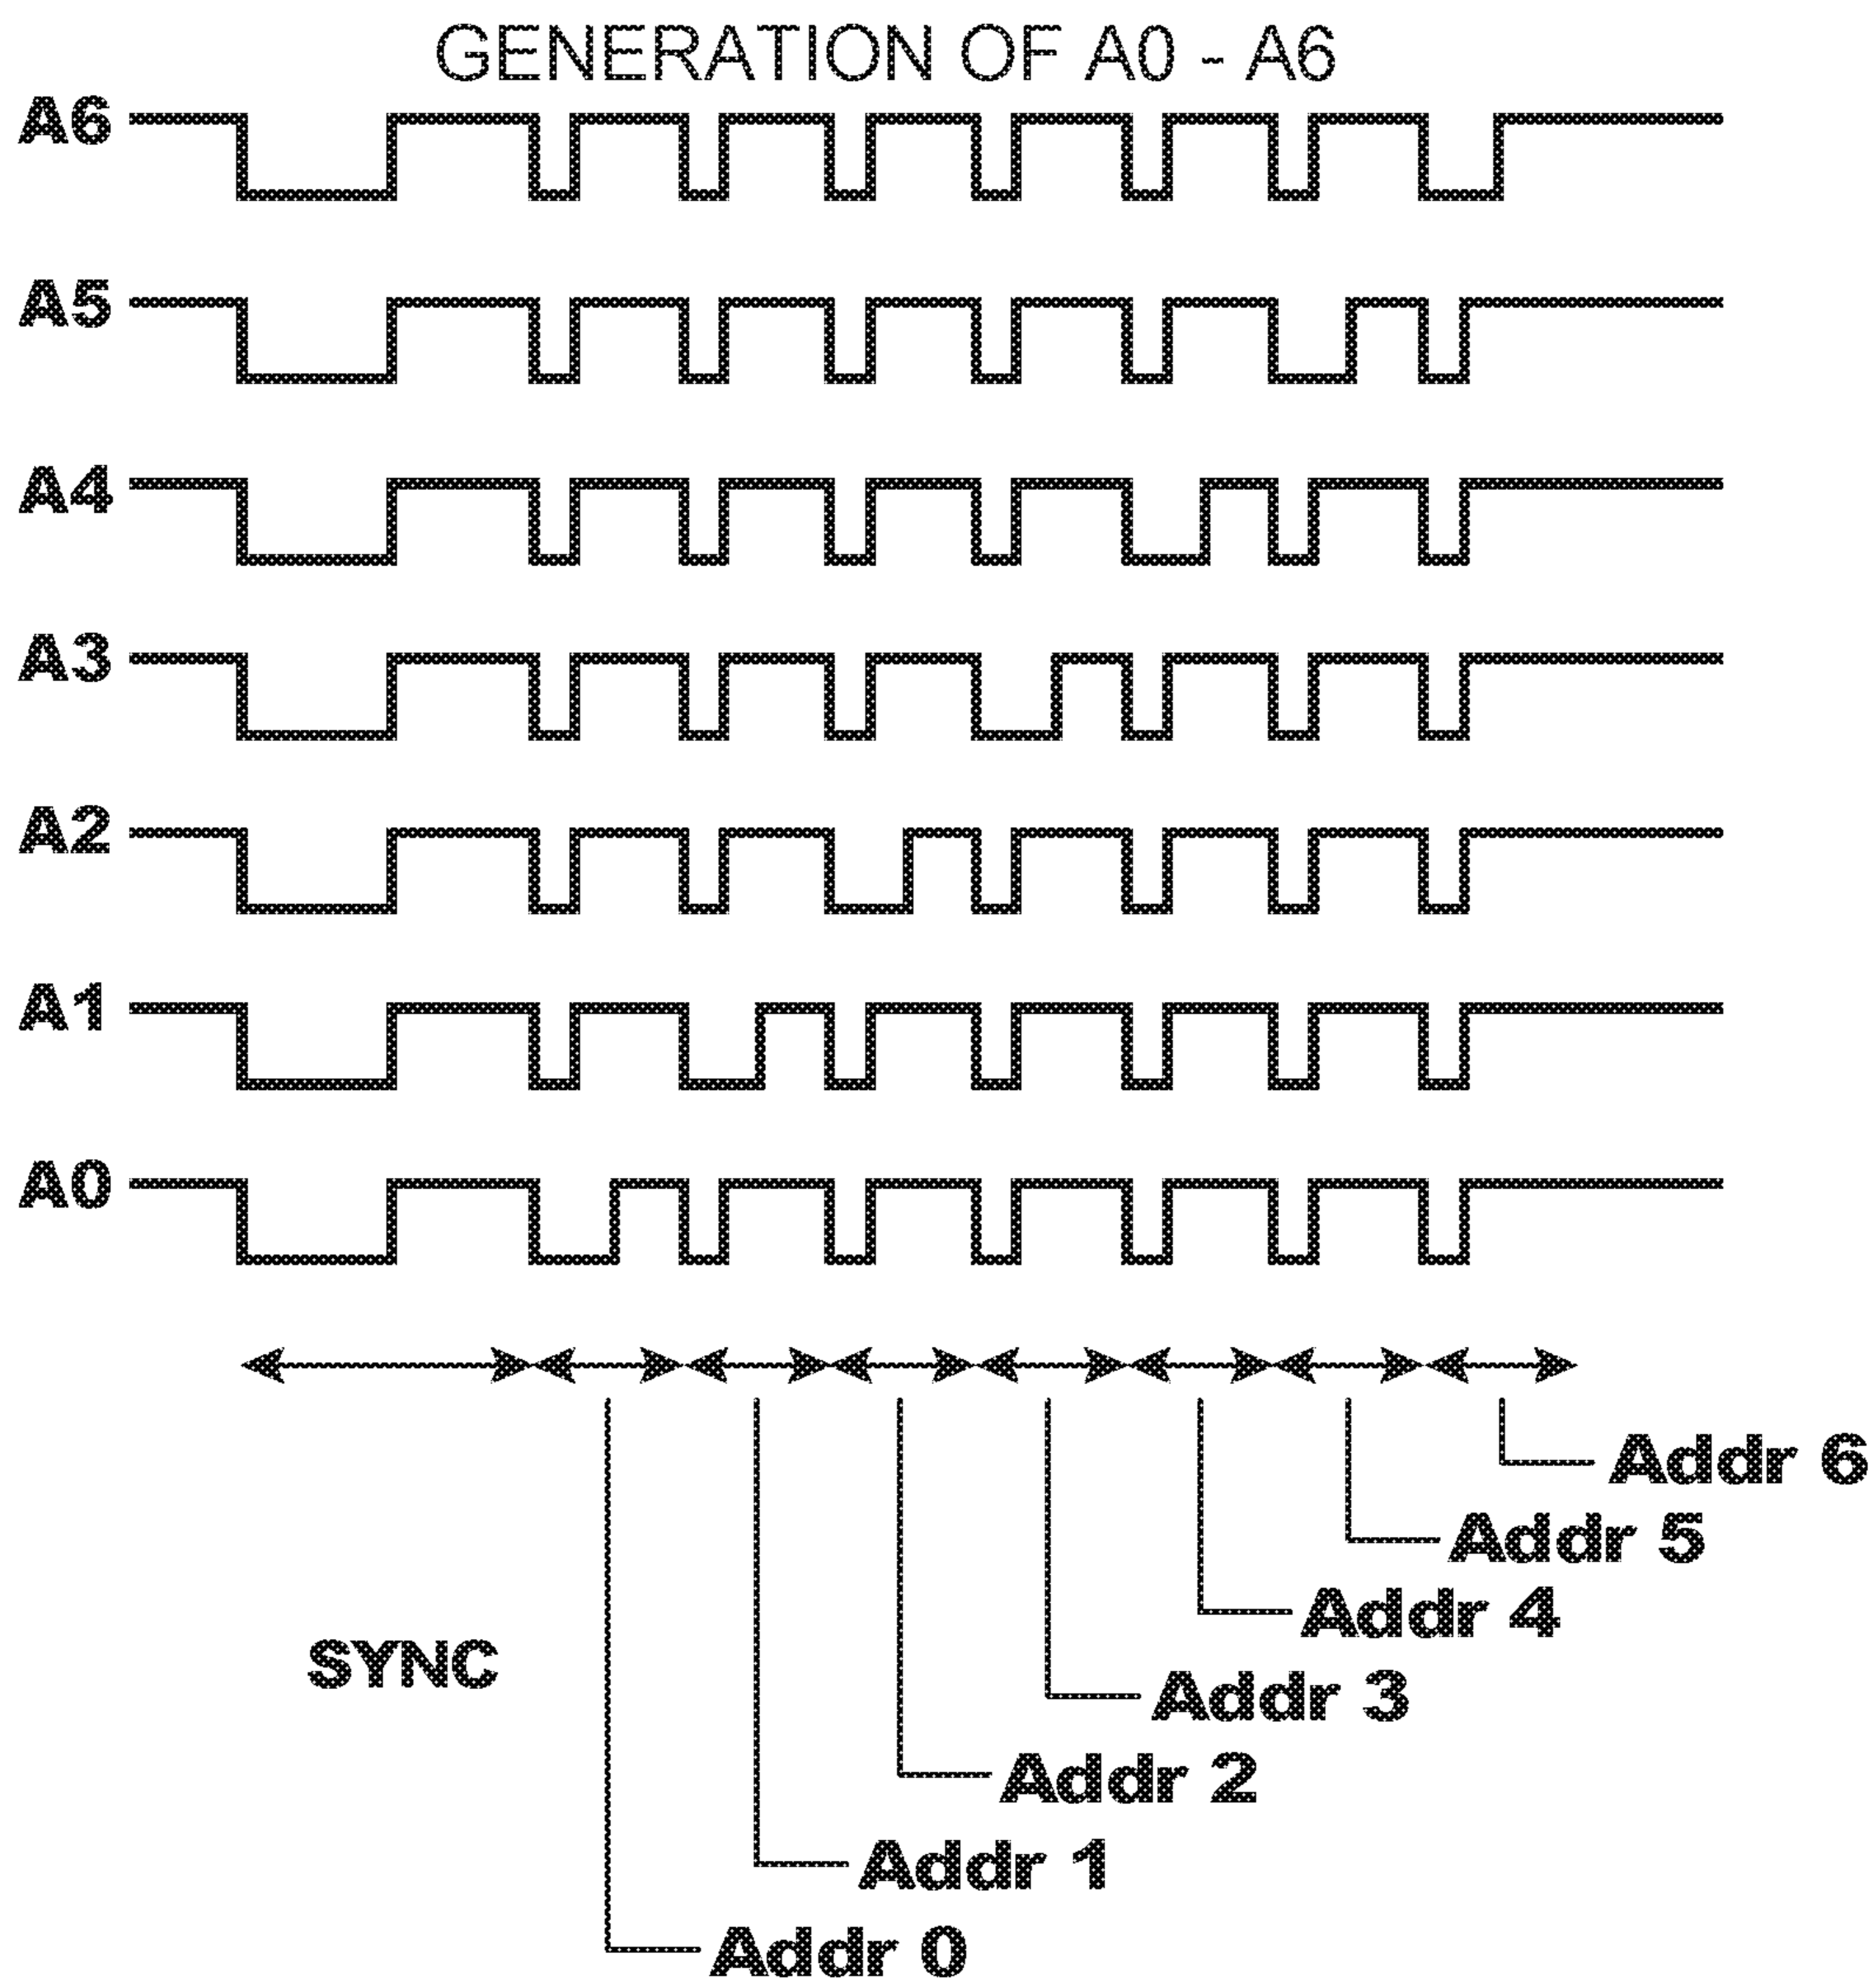 GENERATION OF A0 - A6
A6
A5
A4
A3
A2
A1
A0
Addr 6
Addr 5
Addr 4
SYNC
Addr 3
Addr 2
Addr 1
Addr 0